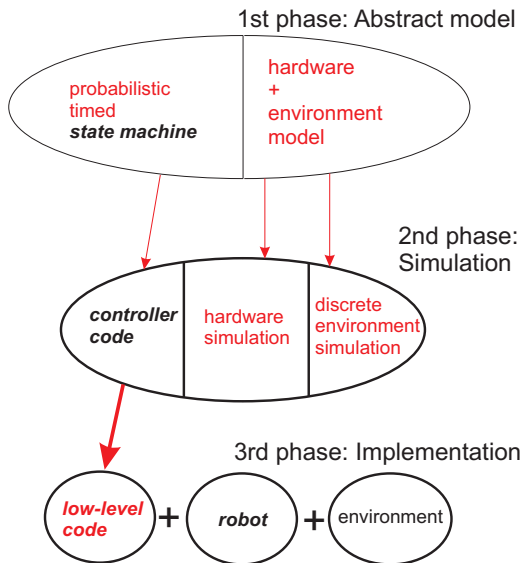 1st phase: Abstract model
probabilistic
timed
state machine
hardware
+
environment
model
2nd phase:
Simulation
controller
code
hardware
simulation
discrete
environment
simulation
3rd phase: Implementation
low-level
code
+
robot
+
environment